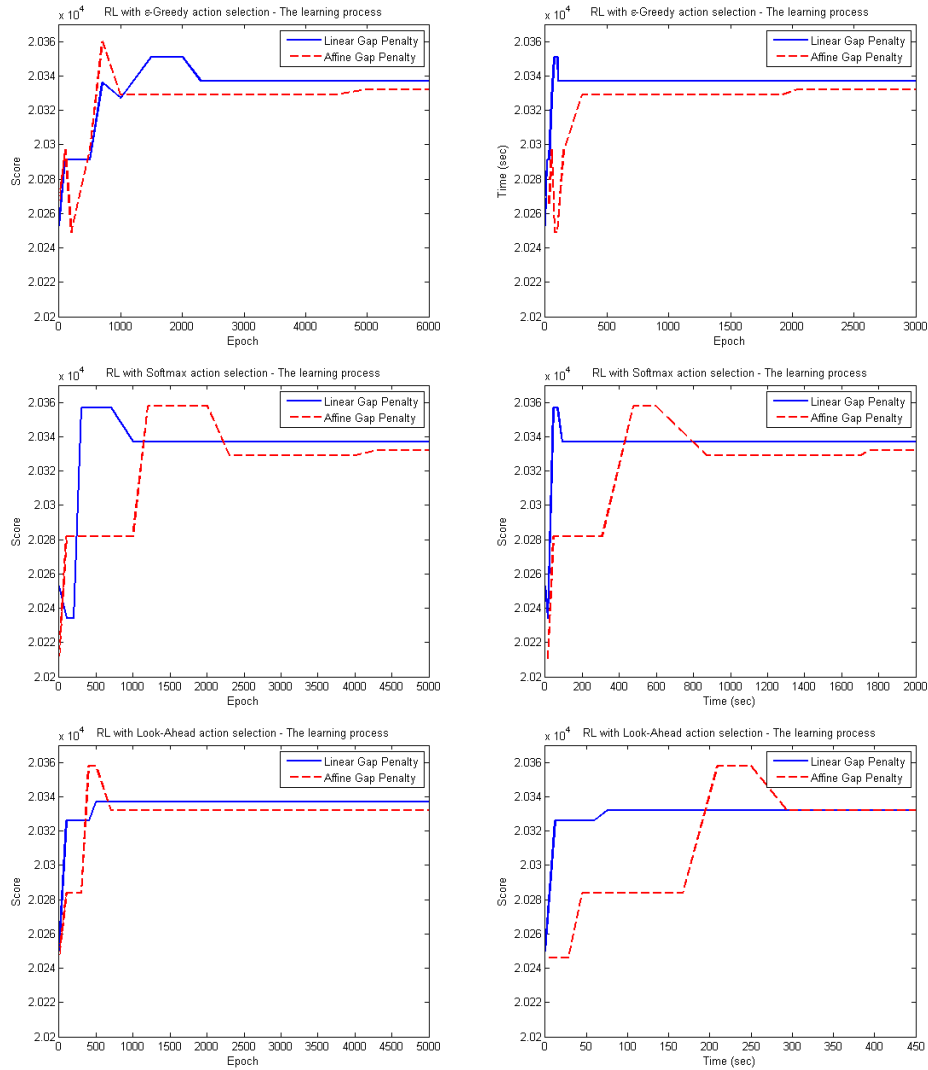 RL with ε-Greedy action selection - The learning process
x 10⁴
2.036
2.034
2.032
2.03
2.028
2.026
2.024
2.022
2.02
Score
0 1000 2000 3000 4000 5000 6000
Epoch
Linear Gap Penalty
Affine Gap Penalty
RL with ε-Greedy action selection - The learning process
x 10⁴
2.036
2.034
2.032
2.03
2.028
2.026
2.024
2.022
2.02
Time (sec)
0 500 1000 1500 2000 2500 3000
Epoch
Linear Gap Penalty
Affine Gap Penalty
RL with Softmax action selection - The learning process
x 10⁴
2.036
2.034
2.032
2.03
2.028
2.026
2.024
2.022
2.02
Score
0 500 1000 1500 2000 2500 3000 3500 4000 4500 5000
Epoch
Linear Gap Penalty
Affine Gap Penalty
RL with Softmax action selection - The learning process
x 10⁴
2.036
2.034
2.032
2.03
2.028
2.026
2.024
2.022
2.02
Score
0 200 400 600 800 1000 1200 1400 1600 1800 2000
Time (sec)
Linear Gap Penalty
Affine Gap Penalty
RL with Look-Ahead action selection - The learning process
x 10⁴
2.036
2.034
2.032
2.03
2.028
2.026
2.024
2.022
2.02
Score
0 500 1000 1500 2000 2500 3000 3500 4000 4500 5000
Epoch
Linear Gap Penalty
Affine Gap Penalty
RL with Look-Ahead action selection - The learning process
x 10⁴
2.036
2.034
2.032
2.03
2.028
2.026
2.024
2.022
2.02
Score
0 50 100 150 200 250 300 350 400 450
Time (sec)
Linear Gap Penalty
Affine Gap Penalty